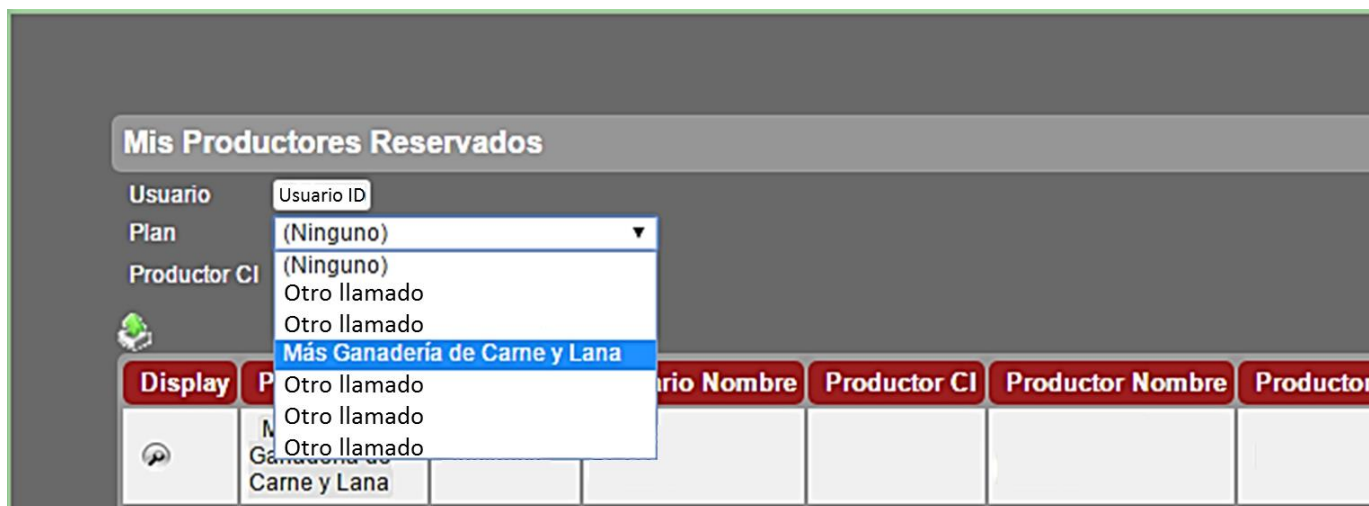 Mis Productores Reservados
Usuario Usuario ID
Plan (Ninguno)
Productor CI (Ninguno)
Otro llamado
Otro llamado
Más Ganadería de Carne y Lana
Otro llamado
Otro llamado
Otro llamado
Display Nombre Productor CI Productor Nombre Productor
Carne y Lana